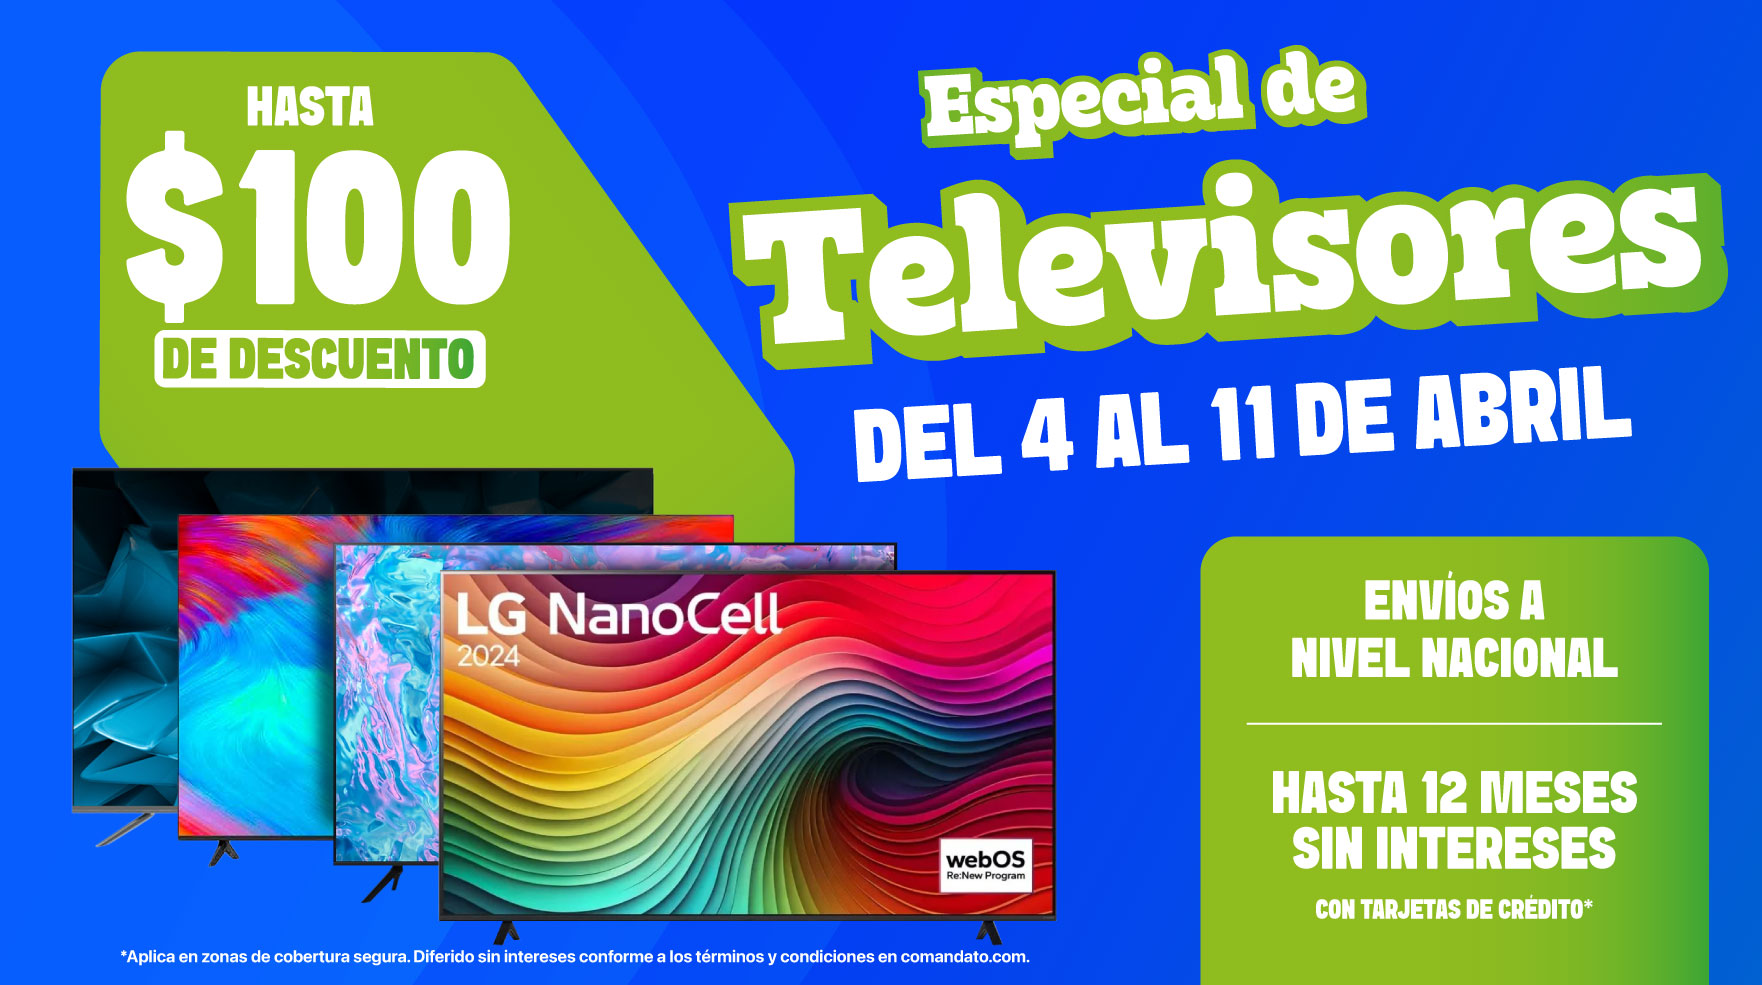 HASTA
$100
DE DESCUENTO
Especial de
Televisores
DEL 4 AL 11 DE ABRIL
LG NanoCell
2024
webOS
Re:New Program
ENVÍOS A
NIVEL NACIONAL
HASTA 12 MESES
SIN INTERESES
CON TARJETAS DE CRÉDITO*
*Aplica en zonas de cobertura segura. Diferido sin intereses conforme a los términos y condiciones en comandato.com.